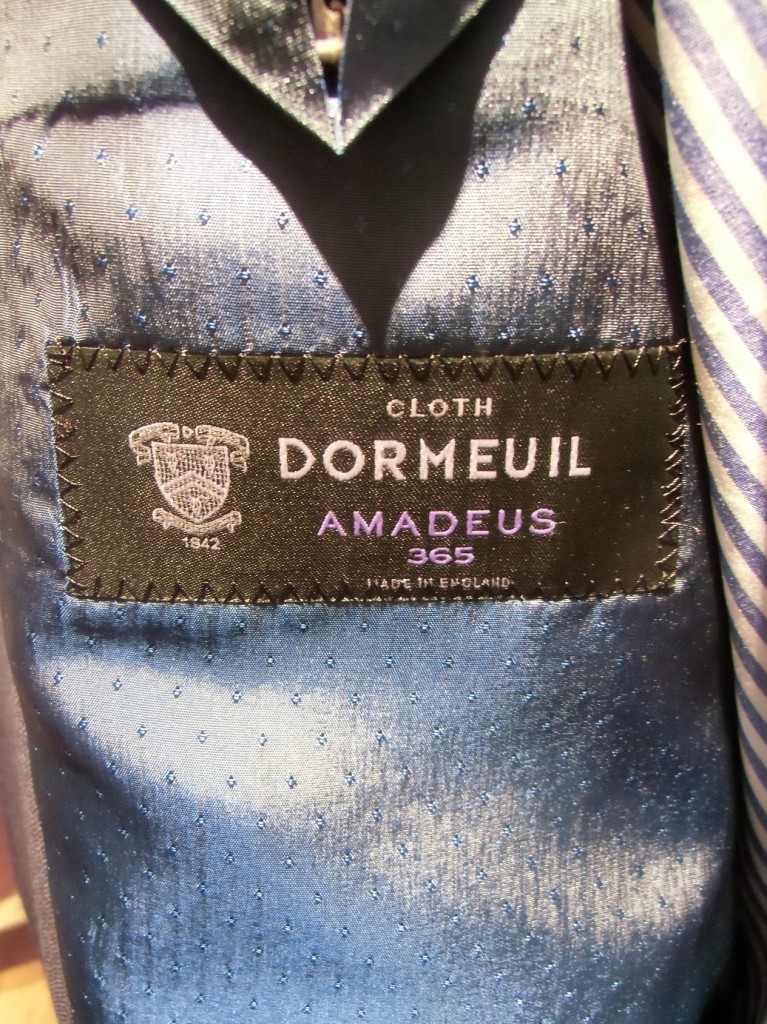 CLOTH
DORMEUIL
AMADEUS
365
MADE IN ENGLAND
1842